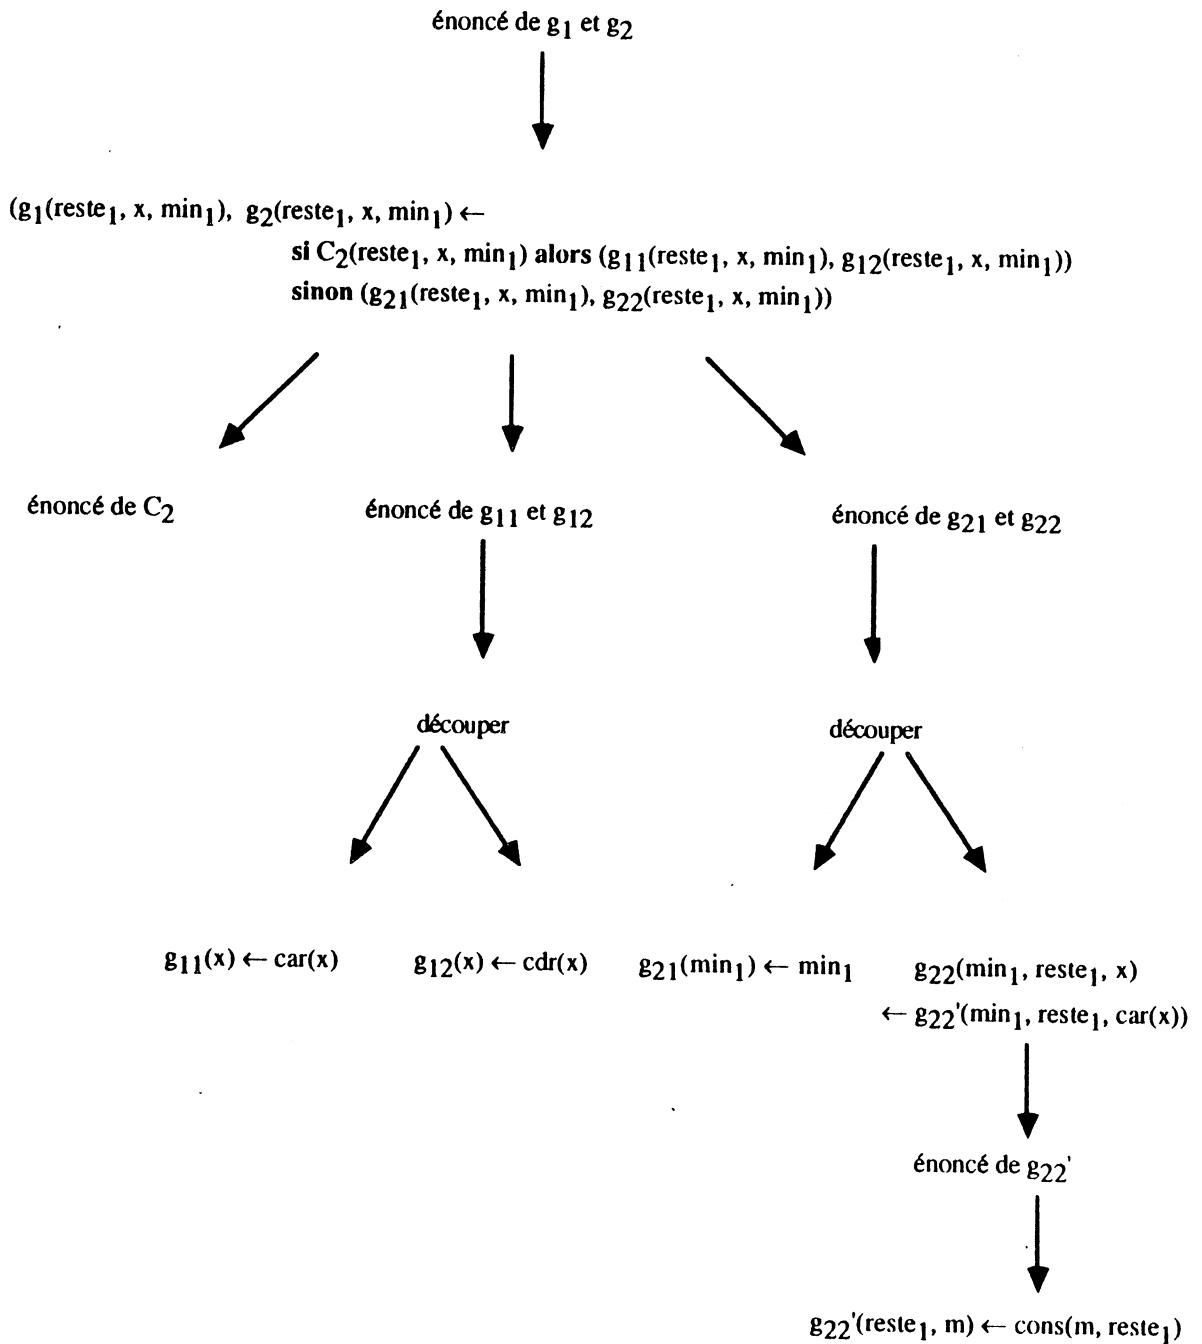 énoncé de g1 et g2
(g1(reste1, x, min1), g2(reste1, x, min1) ←
si C2(reste1, x, min1) alors (g11(reste1, x, min1), g12(reste1, x, min1))
sinon (g21(reste1, x, min1), g22(reste1, x, min1))
énoncé de C2
énoncé de g11 et g12
énoncé de g21 et g22
découper
découper
g11(x) ← car(x)
g12(x) ← cdr(x)
g21(min1) ← min1
g22(min1, reste1, x)
← g22'(min1, reste1, car(x))
énoncé de g22'
g22'(reste1, m) ← cons(m, reste1)